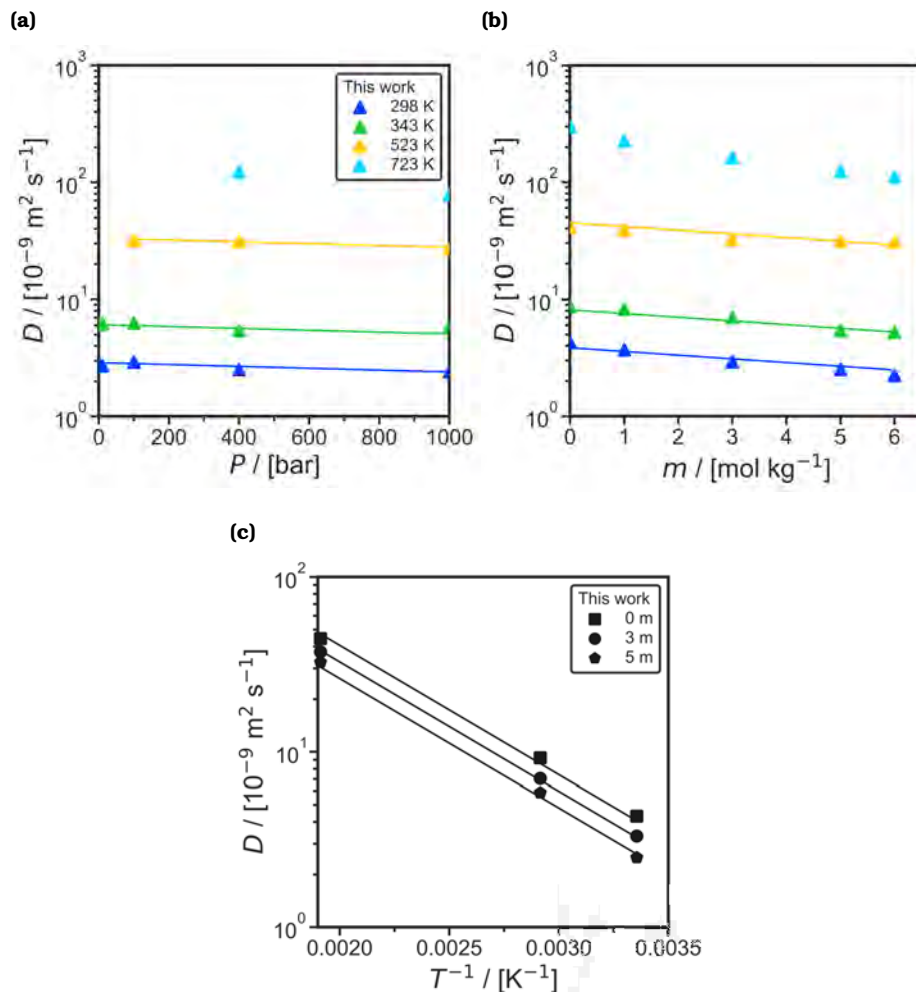 (a)
(b)
10³
10²
10¹
10⁰
D / [10⁻⁹ m² s⁻¹]
This work
298 K
343 K
523 K
723 K
0 200 400 600 800 1000
P / [bar]
10³
10²
10¹
10⁰
D / [10⁻⁹ m² s⁻¹]
0 1 2 3 4 5 6
m / [mol kg⁻¹]
(c)
10²
10¹
10⁰
D / [10⁻⁹ m² s⁻¹]
This work
0 m
3 m
5 m
0.0020 0.0025 0.0030 0.0035
T⁻¹ / [K⁻¹]